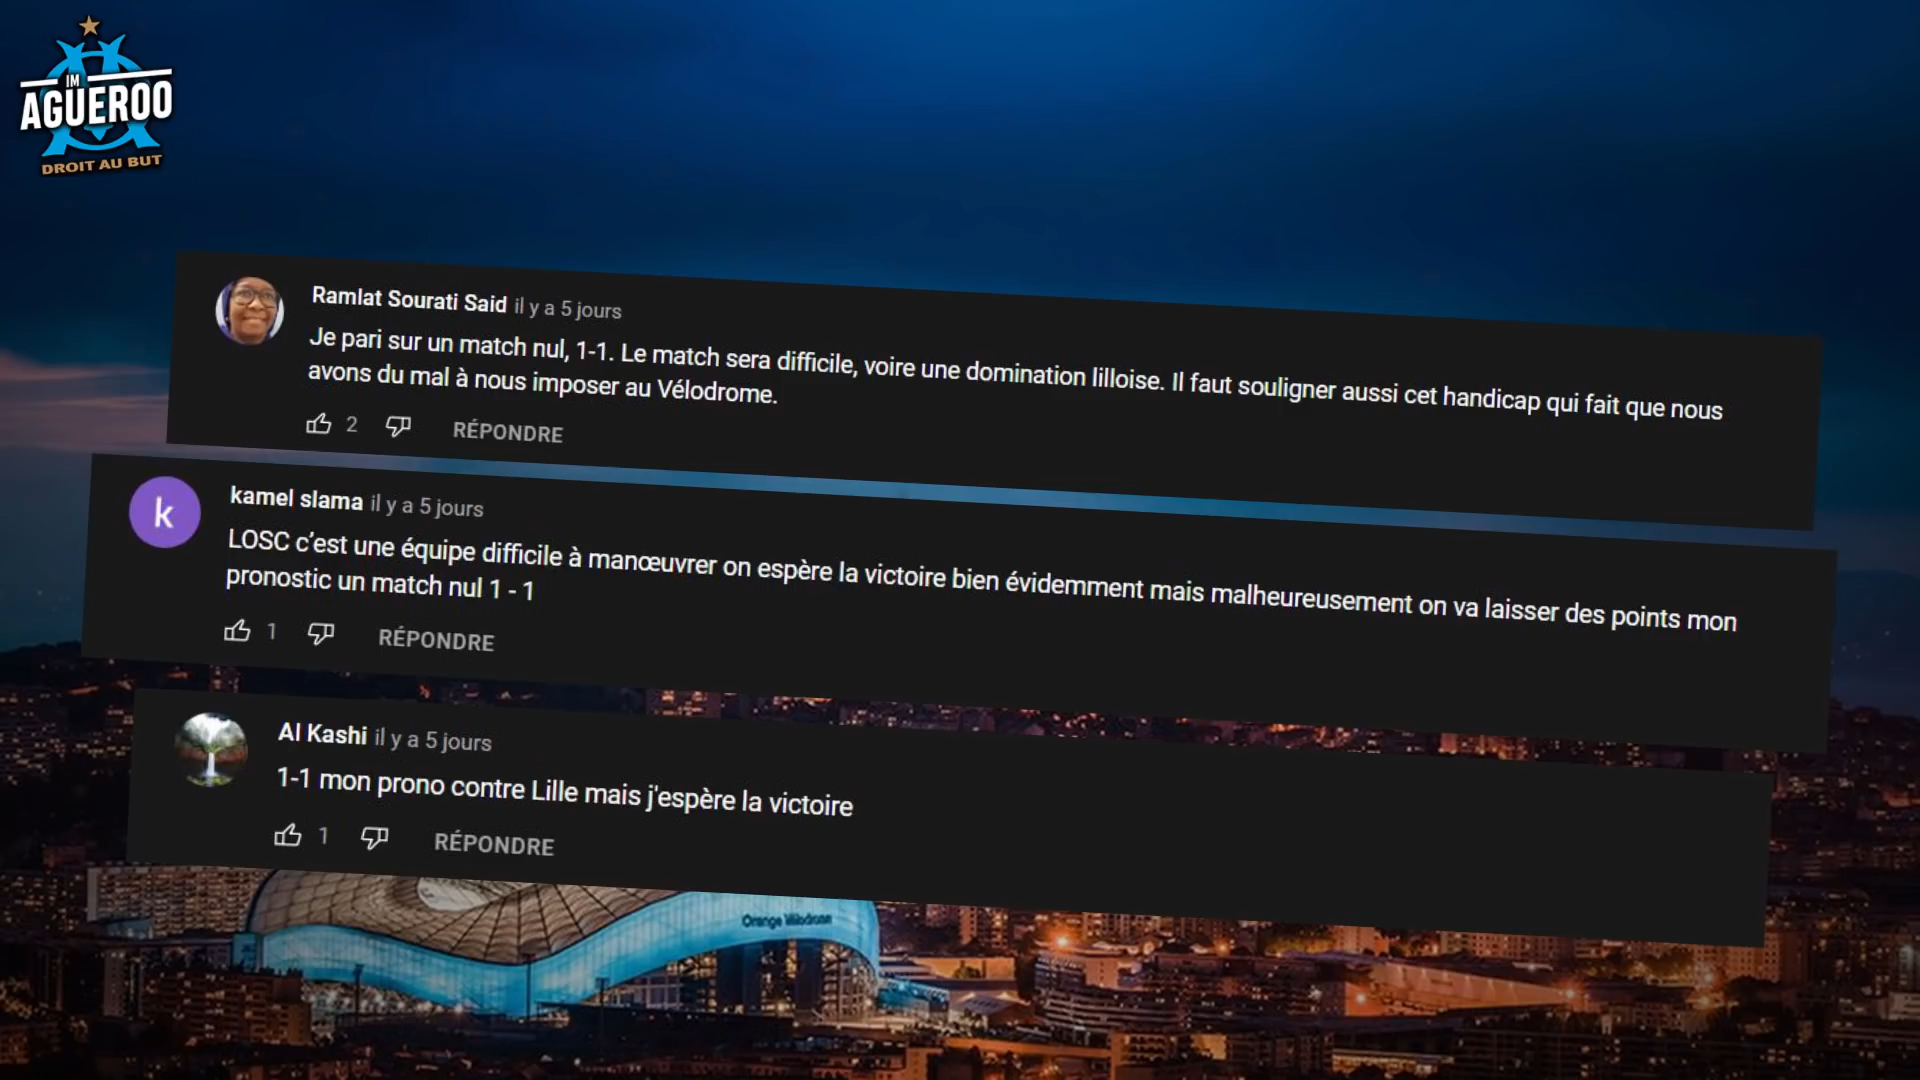 IM
AGUEROO
DROIT AU BUT
Ramlat Sourati Said il y a 5 jours
Je pari sur un match nul, 1-1. Le match sera difficile, voire une domination lilloise. Il faut souligner aussi cet handicap qui fait que nous
avons du mal à nous imposer au Vélodrome.
2 RÉPONDRE
k
kamel slama il y a 5 jours
LOSC c’est une équipe difficile à manœuvrer on espère la victoire bien évidemment mais malheureusement on va laisser des points mon
pronostic un match nul 1 - 1
1 RÉPONDRE
Al Kashi il y a 5 jours
1-1 mon prono contre Lille mais j'espère la victoire
1 RÉPONDRE
Orange Vélodrome